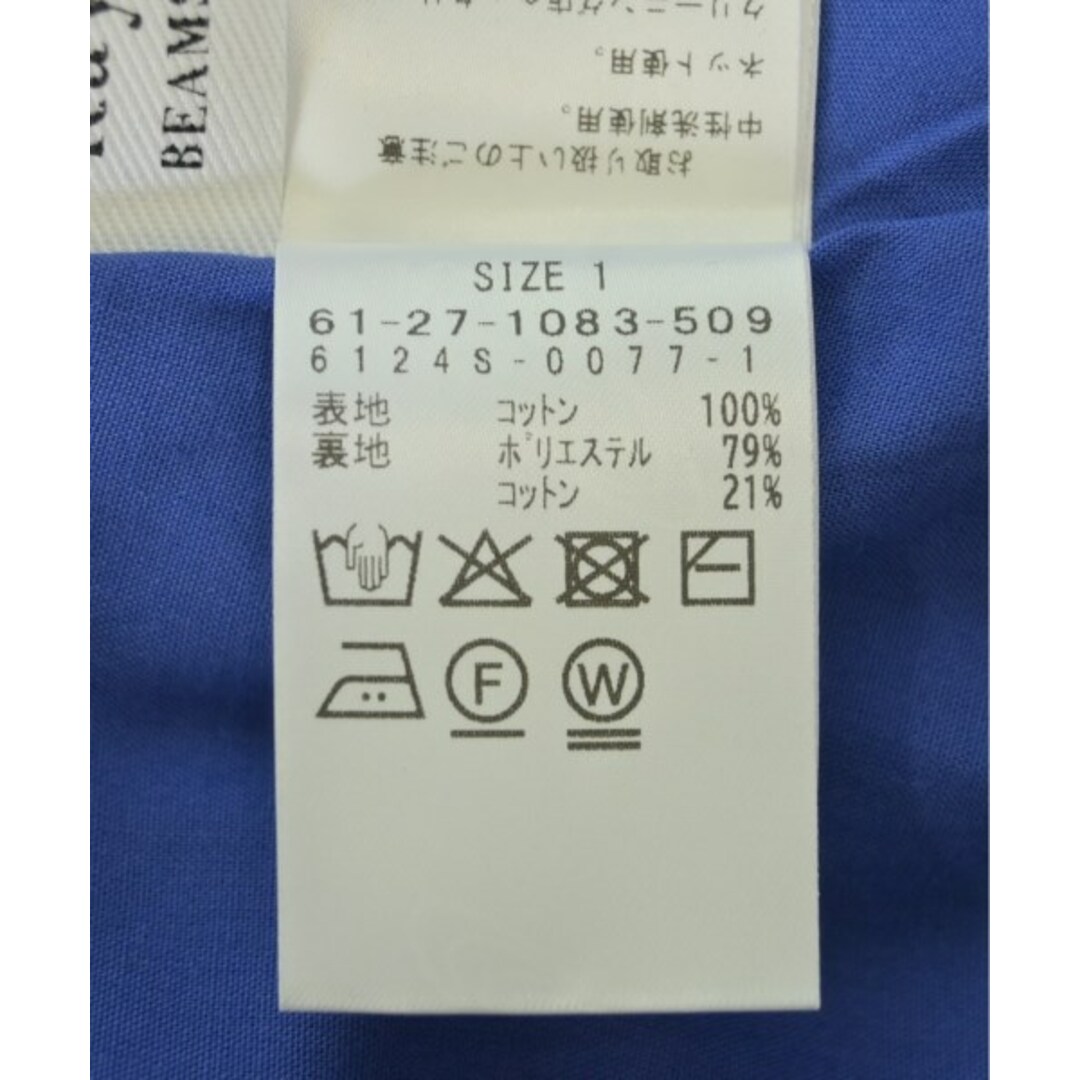 BEAMS
お取り扱い上のご注意
中性洗剤使用。
ネット使用。
SIZE 1
61-27-1083-509
6124S-0077-1
表地 コットン 100%
裏地 ポリエステル 79%
コットン 21%
F W